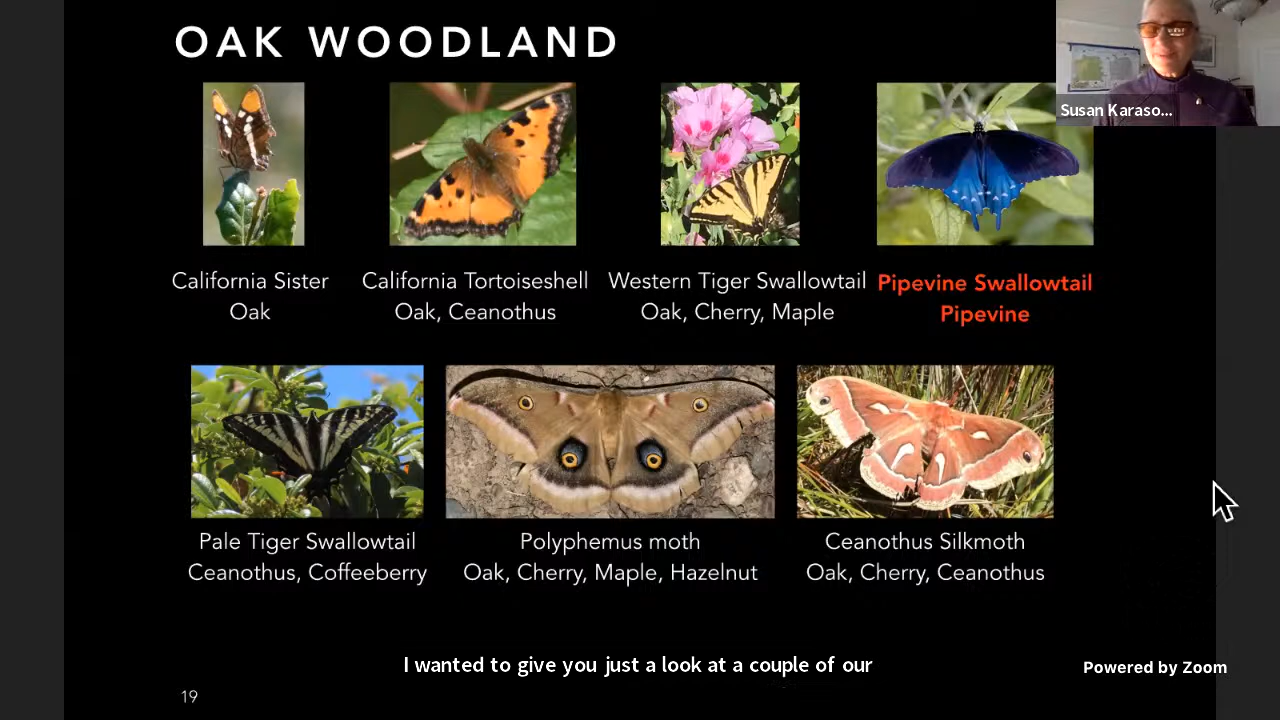 OAK WOODLAND
Susan Karaso...
California Sister
Oak
California Tortoiseshell
Oak, Ceanothus
Western Tiger Swallowtail
Oak, Cherry, Maple
Pipevine Swallowtail
Pipevine
Pale Tiger Swallowtail
Ceanothus, Coffeeberry
Polyphemus moth
Oak, Cherry, Maple, Hazelnut
Ceanothus Silkmoth
Oak, Cherry, Ceanothus
I wanted to give you just a look at a couple of our
Powered by Zoom
19